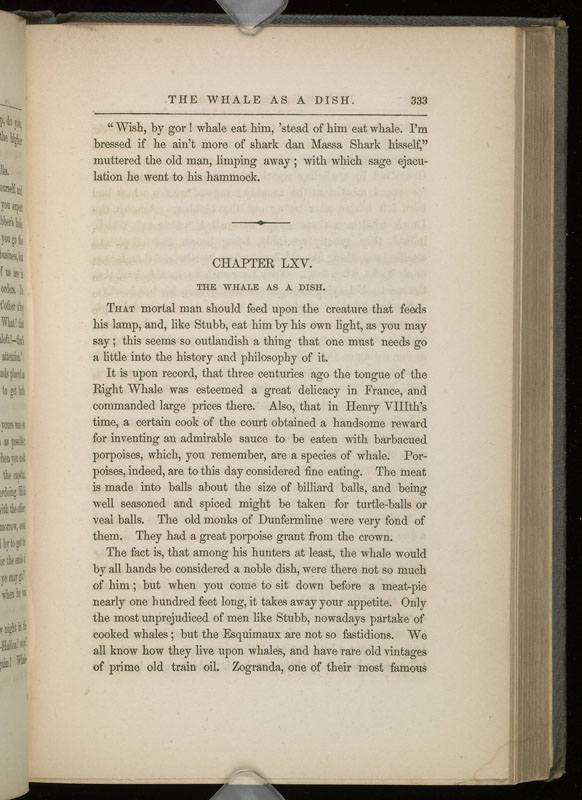 THE WHALE AS A DISH. 333
“Wish, by gor! whale eat him, ’stead of him eat whale. I’m
bressed if he ain’t more of shark dan Massa Shark hisself,”
muttered the old man, limping away; with which sage ejacu-
lation he went to his hammock.
CHAPTER LXV.
THE WHALE AS A DISH.
THAT mortal man should feed upon the creature that feeds
his lamp, and, like Stubb, eat him by his own light, as you may
say; this seems so outlandish a thing that one must needs go
a little into the history and philosophy of it.
It is upon record, that three centuries ago the tongue of the
Right Whale was esteemed a great delicacy in France, and
commanded large prices there. Also, that in Henry VIIIth’s
time, a certain cook of the court obtained a handsome reward
for inventing an admirable sauce to be eaten with barbacued
porpoises, which, you remember, are a species of whale. Por-
poises, indeed, are to this day considered fine eating. The meat
is made into balls about the size of billiard balls, and being
well seasoned and spiced might be taken for turtle-balls or
veal balls. The old monks of Dunfermline were very fond of
them. They had a great porpoise grant from the crown.
The fact is, that among his hunters at least, the whale would
by all hands be considered a noble dish, were there not so much
of him; but when you come to sit down before a meat-pie
nearly one hundred feet long, it takes away your appetite. Only
the most unprejudiced of men like Stubb, nowadays partake of
cooked whales; but the Esquimaux are not so fastidions. We
all know how they live upon whales, and have rare old vintages
of prime old train oil. Zogranda, one of their most famous